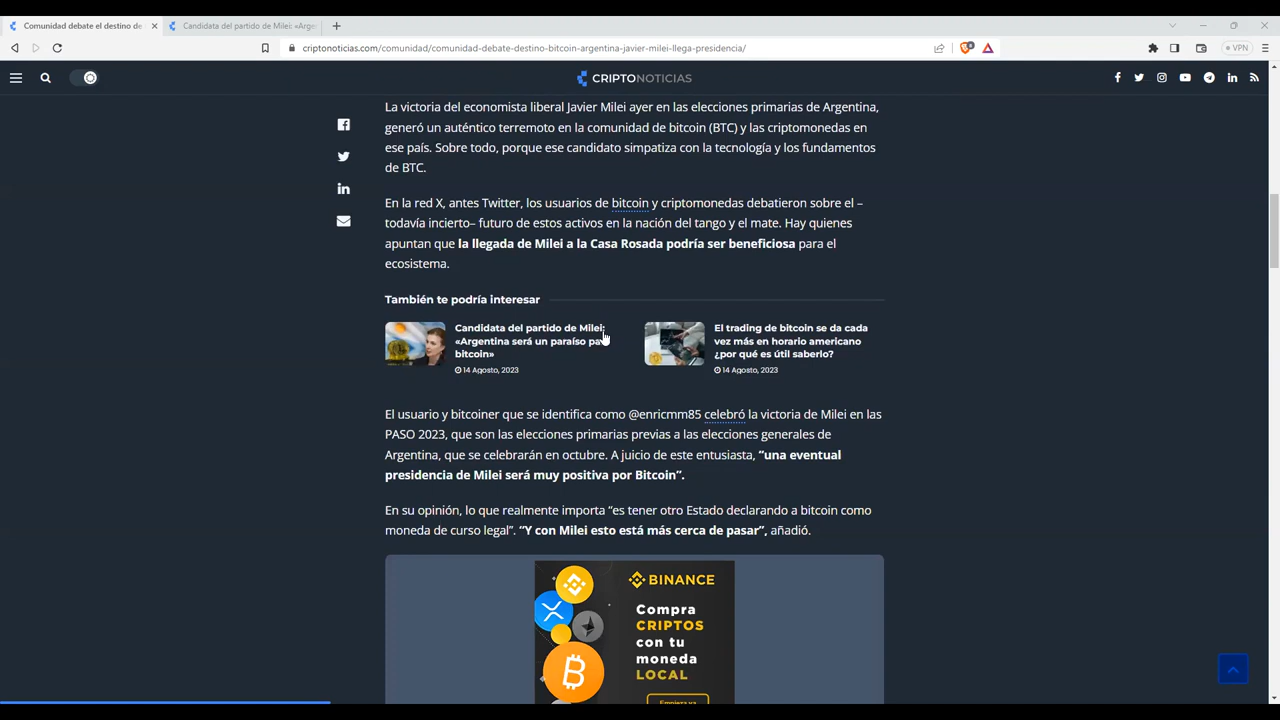 Comunidad debate el destino de
Candidata del partido de Milei: «Arge
criptonoticias.com/comunidad/comunidad-debate-destino-bitcoin-argentina-javier-milei-llega-presidencia/
VPN
CRIPTONOTICIAS
La victoria del economista liberal Javier Milei ayer en las elecciones primarias de Argentina,
generó un auténtico terremoto en la comunidad de bitcoin (BTC) y las criptomonedas en
ese país. Sobre todo, porque ese candidato simpatiza con la tecnología y los fundamentos
de BTC.
En la red X, antes Twitter, los usuarios de bitcoin y criptomonedas debatieron sobre el –
todavía incierto– futuro de estos activos en la nación del tango y el mate. Hay quienes
apuntan que la llegada de Milei a la Casa Rosada podría ser beneficiosa para el
ecosistema.
También te podría interesar
Candidata del partido de Milei:
«Argentina será un paraíso para
bitcoin»
14 Agosto, 2023
El trading de bitcoin se da cada
vez más en horario americano
¿por qué es útil saberlo?
14 Agosto, 2023
El usuario y bitcoiner que se identifica como @enricmm85 celebró la victoria de Milei en las
PASO 2023, que son las elecciones primarias previas a las elecciones generales de
Argentina, que se celebrarán en octubre. A juicio de este entusiasta, “una eventual
presidencia de Milei será muy positiva por Bitcoin”.
En su opinión, lo que realmente importa “es tener otro Estado declarando a bitcoin como
moneda de curso legal”. “Y con Milei esto está más cerca de pasar”, añadió.
BINANCE
Compra
CRIPTOS
con tu
moneda
LOCAL
Empieza ya